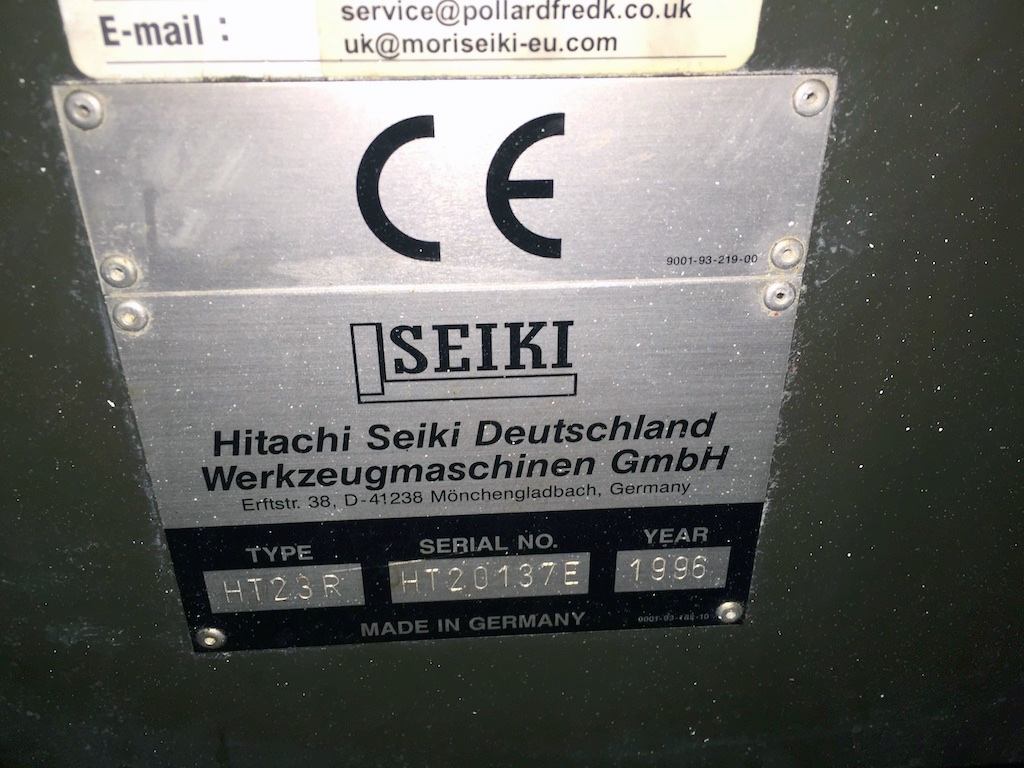 service@pollardfredk.co.uk
E-mail :
uk@moriseiki-eu.com
CE
9001-93-219-00
SEIKI
Hitachi Seiki Deutschland
Werkzeugmaschinen GmbH
Erftstr. 38, D-41238 Mönchengladbach, Germany
TYPE SERIAL NO. YEAR
HT23R HT20137E 1996
MADE IN GERMANY